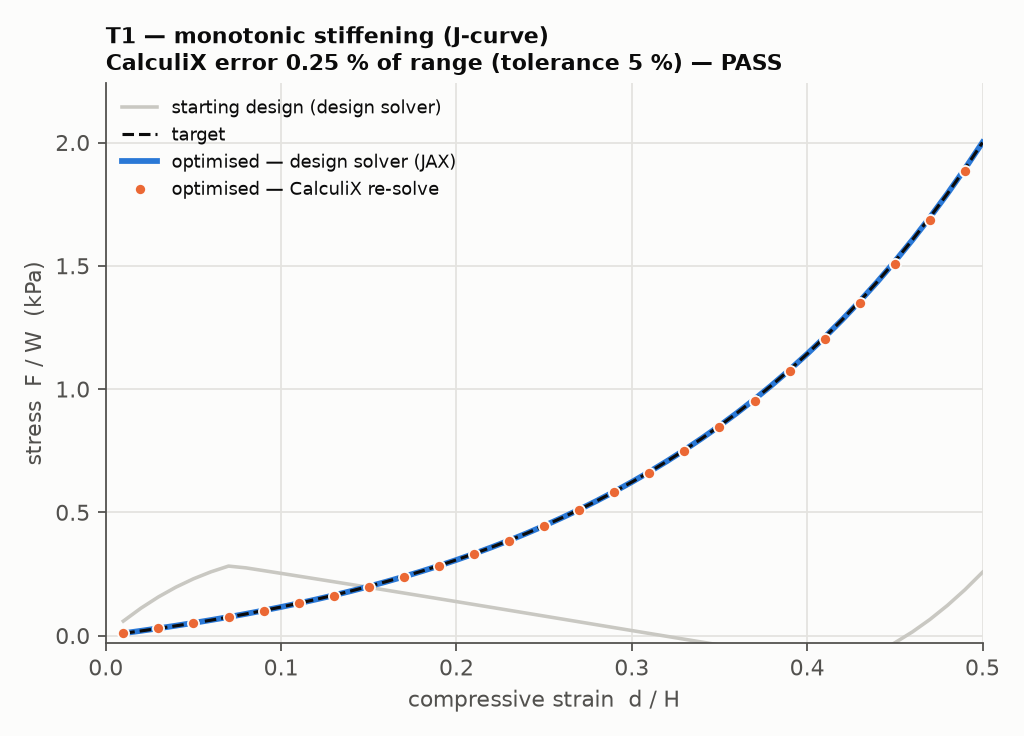 T1 — monotonic stiffening (J-curve)
CalculiX error 0.25 % of range (tolerance 5 %) — PASS
starting design (design solver)
target
optimised — design solver (JAX)
optimised — CalculiX re-solve
stress F / W (kPa)
2.0
1.5
1.0
0.5
0.0
0.0 0.1 0.2 0.3 0.4 0.5
compressive strain d / H